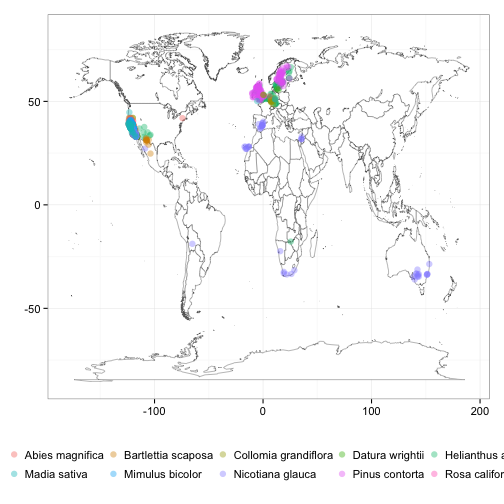 50
0
-50
-100 0 100 200
Abies magnifica Bartlettia scaposa Collomia grandiflora Datura wrightii Helianthus
Madia sativa Mimulus bicolor Nicotiana glauca Pinus contorta Rosa